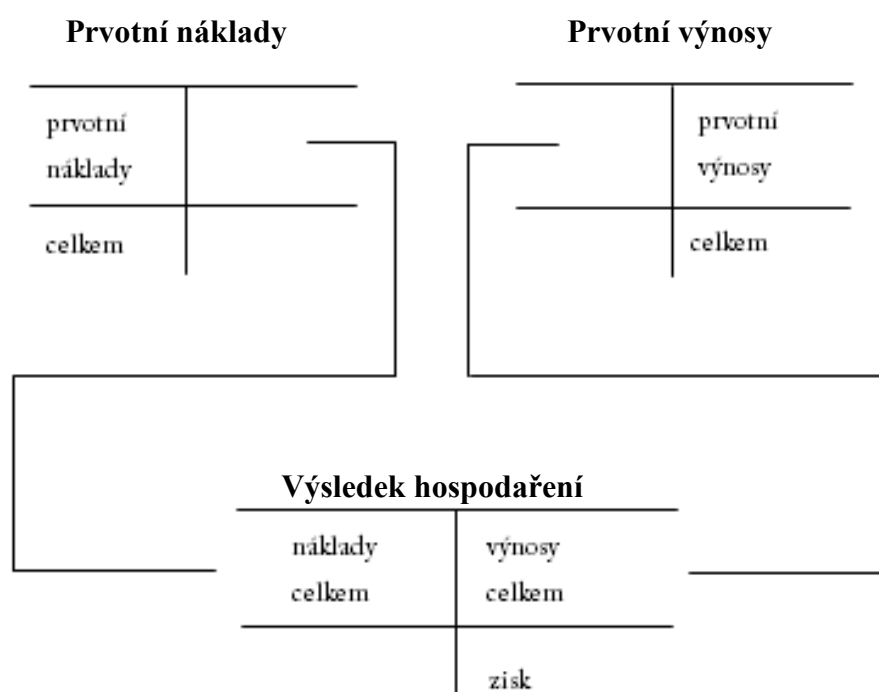 Prvotní náklady
Prvotní výnosy
prvotní
náklady
celkem
prvotní
výnosy
celkem
Výsledek hospodaření
náklady
celkem
výnosy
celkem
zisk